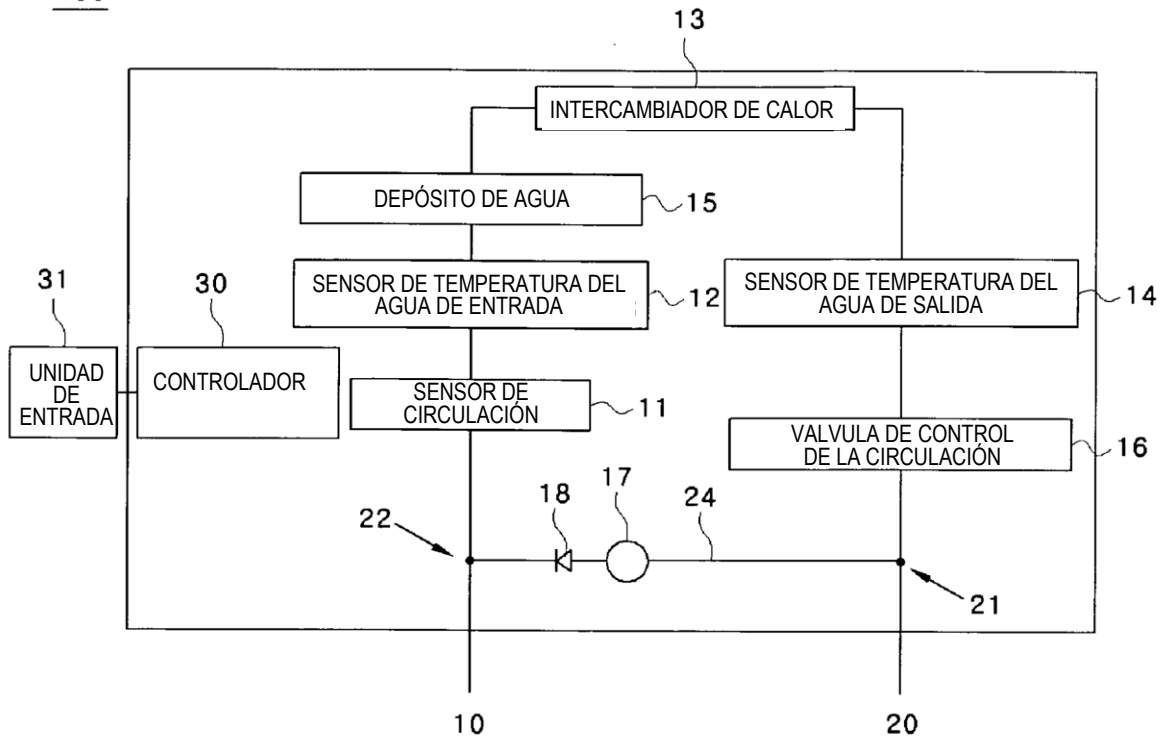 13
INTERCAMBIADOR DE CALOR
DEPÓSITO DE AGUA
15
31
30
SENSOR DE TEMPERATURA DEL
AGUA DE ENTRADA
12
SENSOR DE TEMPERATURA DEL
AGUA DE SALIDA
14
UNIDAD
DE
ENTRADA
CONTROLADOR
SENSOR DE
CIRCULACIÓN
11
VALVULA DE CONTROL
DE LA CIRCULACIÓN
16
22
18
17
24
21
10
20